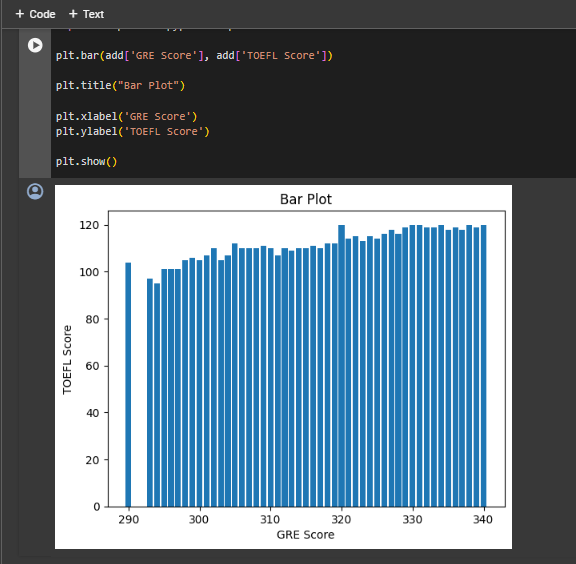 + Code + Text
plt.bar(add['GRE Score'], add['TOEFL Score'])
plt.title("Bar Plot")
plt.xlabel('GRE Score')
plt.ylabel('TOEFL Score')
plt.show()
Bar Plot
120
100
80
60
40
20
0
TOEFL Score
290 300 310 320 330 340
GRE Score